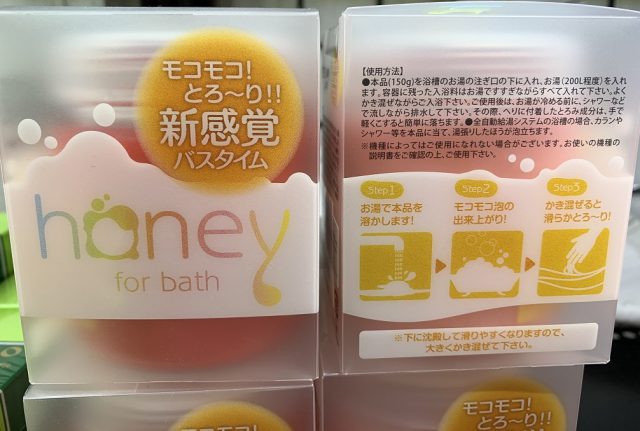 モコモコ!
とろ〜り!!
新感覚
バスタイム
honey
for bath
【使用方法】
●本品(150g)を浴槽のお湯の注ぎ口の下に入れ、お湯(200L程度)を入れ
ます。容器に残った入浴料はお湯ですすぎながらすべて入れて下さい。よく
かき混ぜながらご入浴下さい。ご使用後は、お湯が冷める前に、シャワーなど
で流しながら排水して下さい。その際、ヘリに付着したとろみ成分は、手で
軽くこすると簡単に落ちます。●全自動給湯システムの浴槽の場合、カランや
シャワー等を本品に当て、湯張りしたほうが泡立ちます。
※機種によってはご使用になれない場合がございます。お使いの機種の
説明書をご確認の上、ご使用下さい。
Step.1
お湯で本品を
溶かします!
Step2
モコモコ泡の
出来上がり!
Step3
かき混ぜると
滑らかとろ〜り!
※下に沈殿して滑りやすくなりますので、
大きくかき混ぜて下さい。
モコモコ!
とろ〜り!!
モコモコ!
とろ〜り!!
新感覚